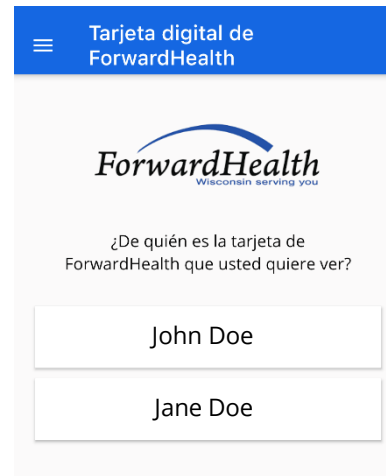 Tarjeta digital de
ForwardHealth
ForwardHealth
Wisconsin serving you
¿De quién es la tarjeta de
ForwardHealth que usted quiere ver?
John Doe
Jane Doe